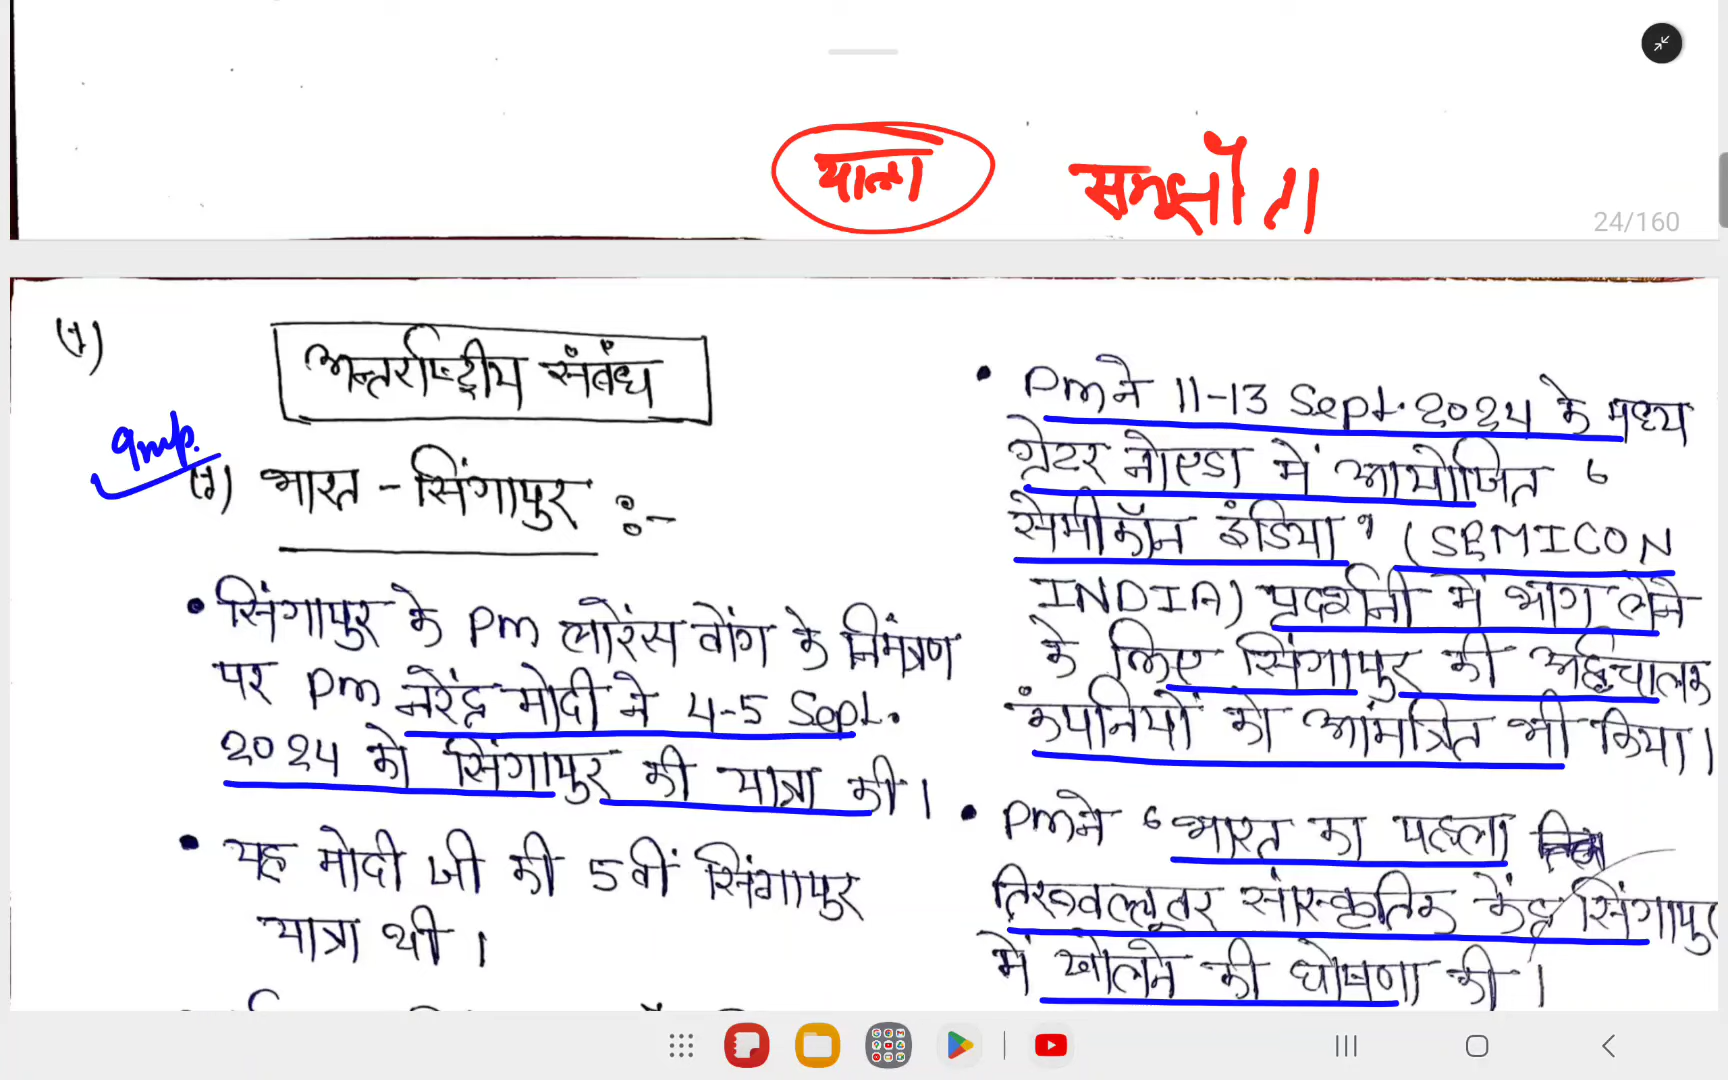 यात्रा समझौता
24/160
(1)
अन्तर्राष्ट्रीय संबंध
Imp.
(1) भारत - सिंगापुर :-
• सिंगापुर के PM लारेंस वोंग के निमंत्रण
पर PM नरेंद्र मोदी ने 4-5 Sept.
2024 को सिंगापुर की यात्रा की ।
• यह मोदी जी की 5वीं सिंगापुर
यात्रा थी ।
• PM ने 11-13 Sept. 2024 के मध्य
ग्रेटर नोएडा में आयोजित '
सेमीकॉन इंडिया' (SEMICON
INDIA) प्रदर्शनी में भाग लेने
के लिए सिंगापुर की अर्द्धचालक
कंपनियों को आमंत्रित भी किया ।
• PM ने ' भारत का पहला
तिरुवल्लूवर सांस्कृतिक केंद्र सिंगापुर
में खोलने की घोषणा की ।